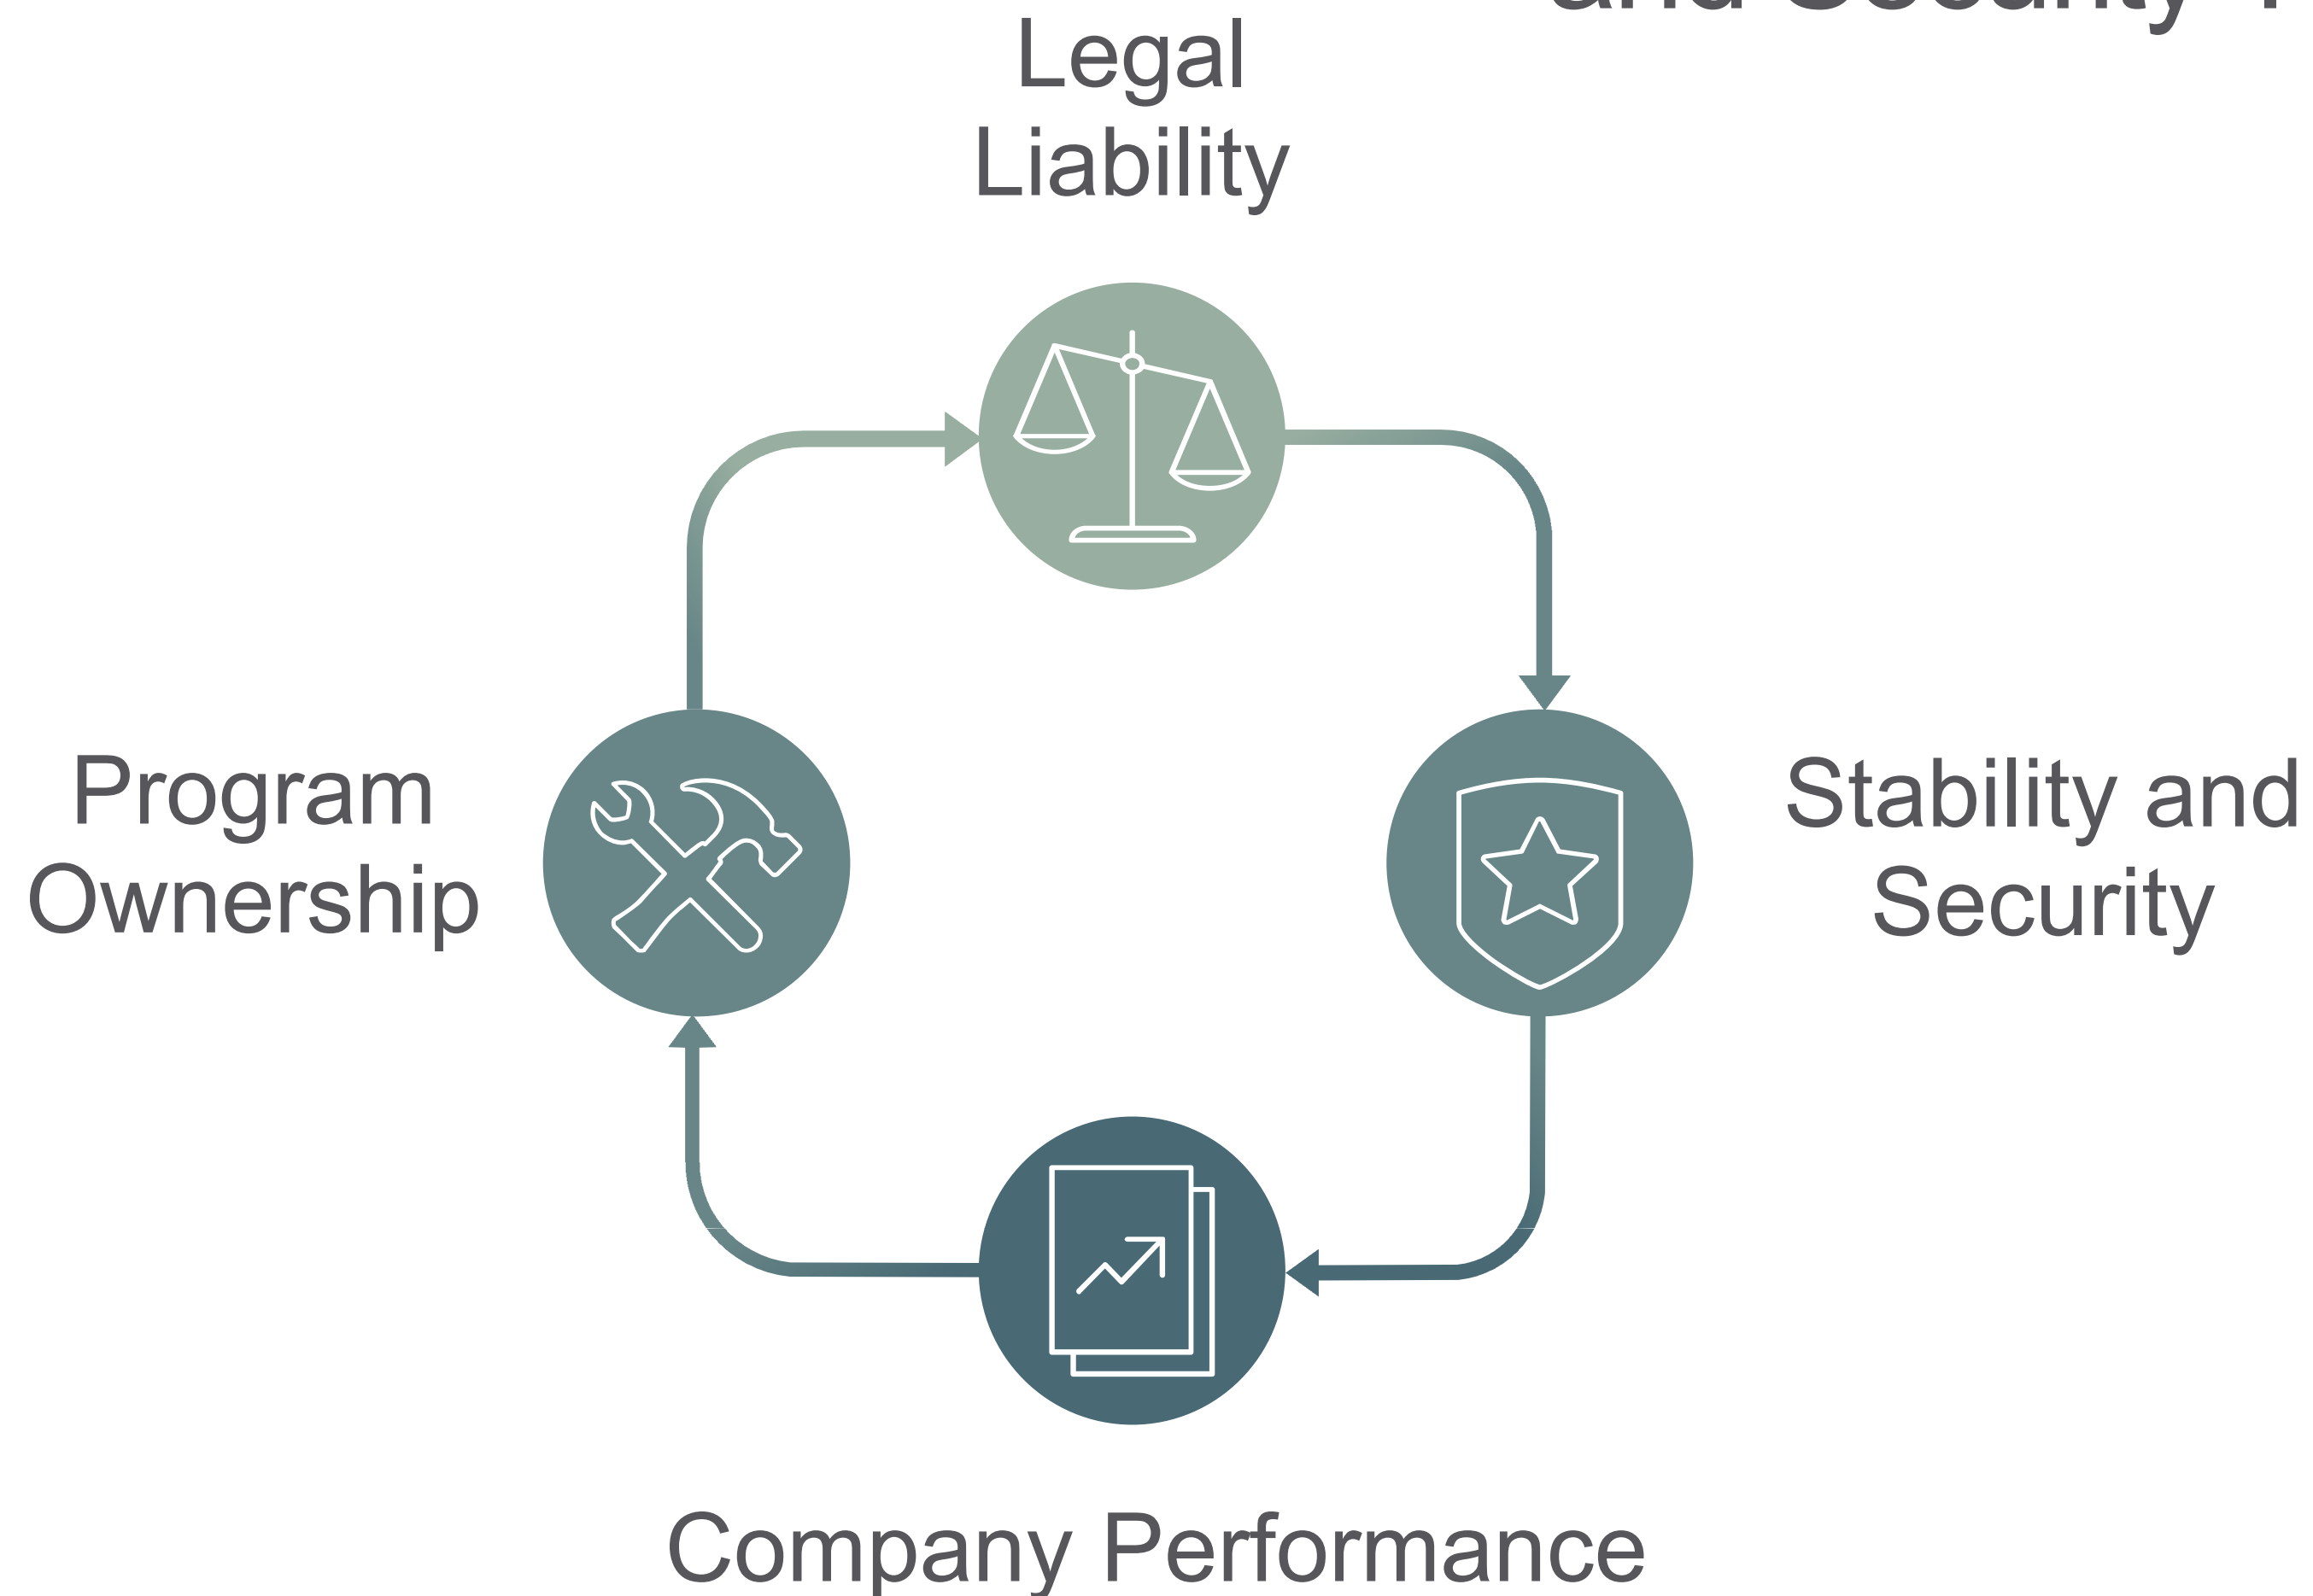 Legal
Liability
Program
Ownership
Stability and
Security
Company Performance